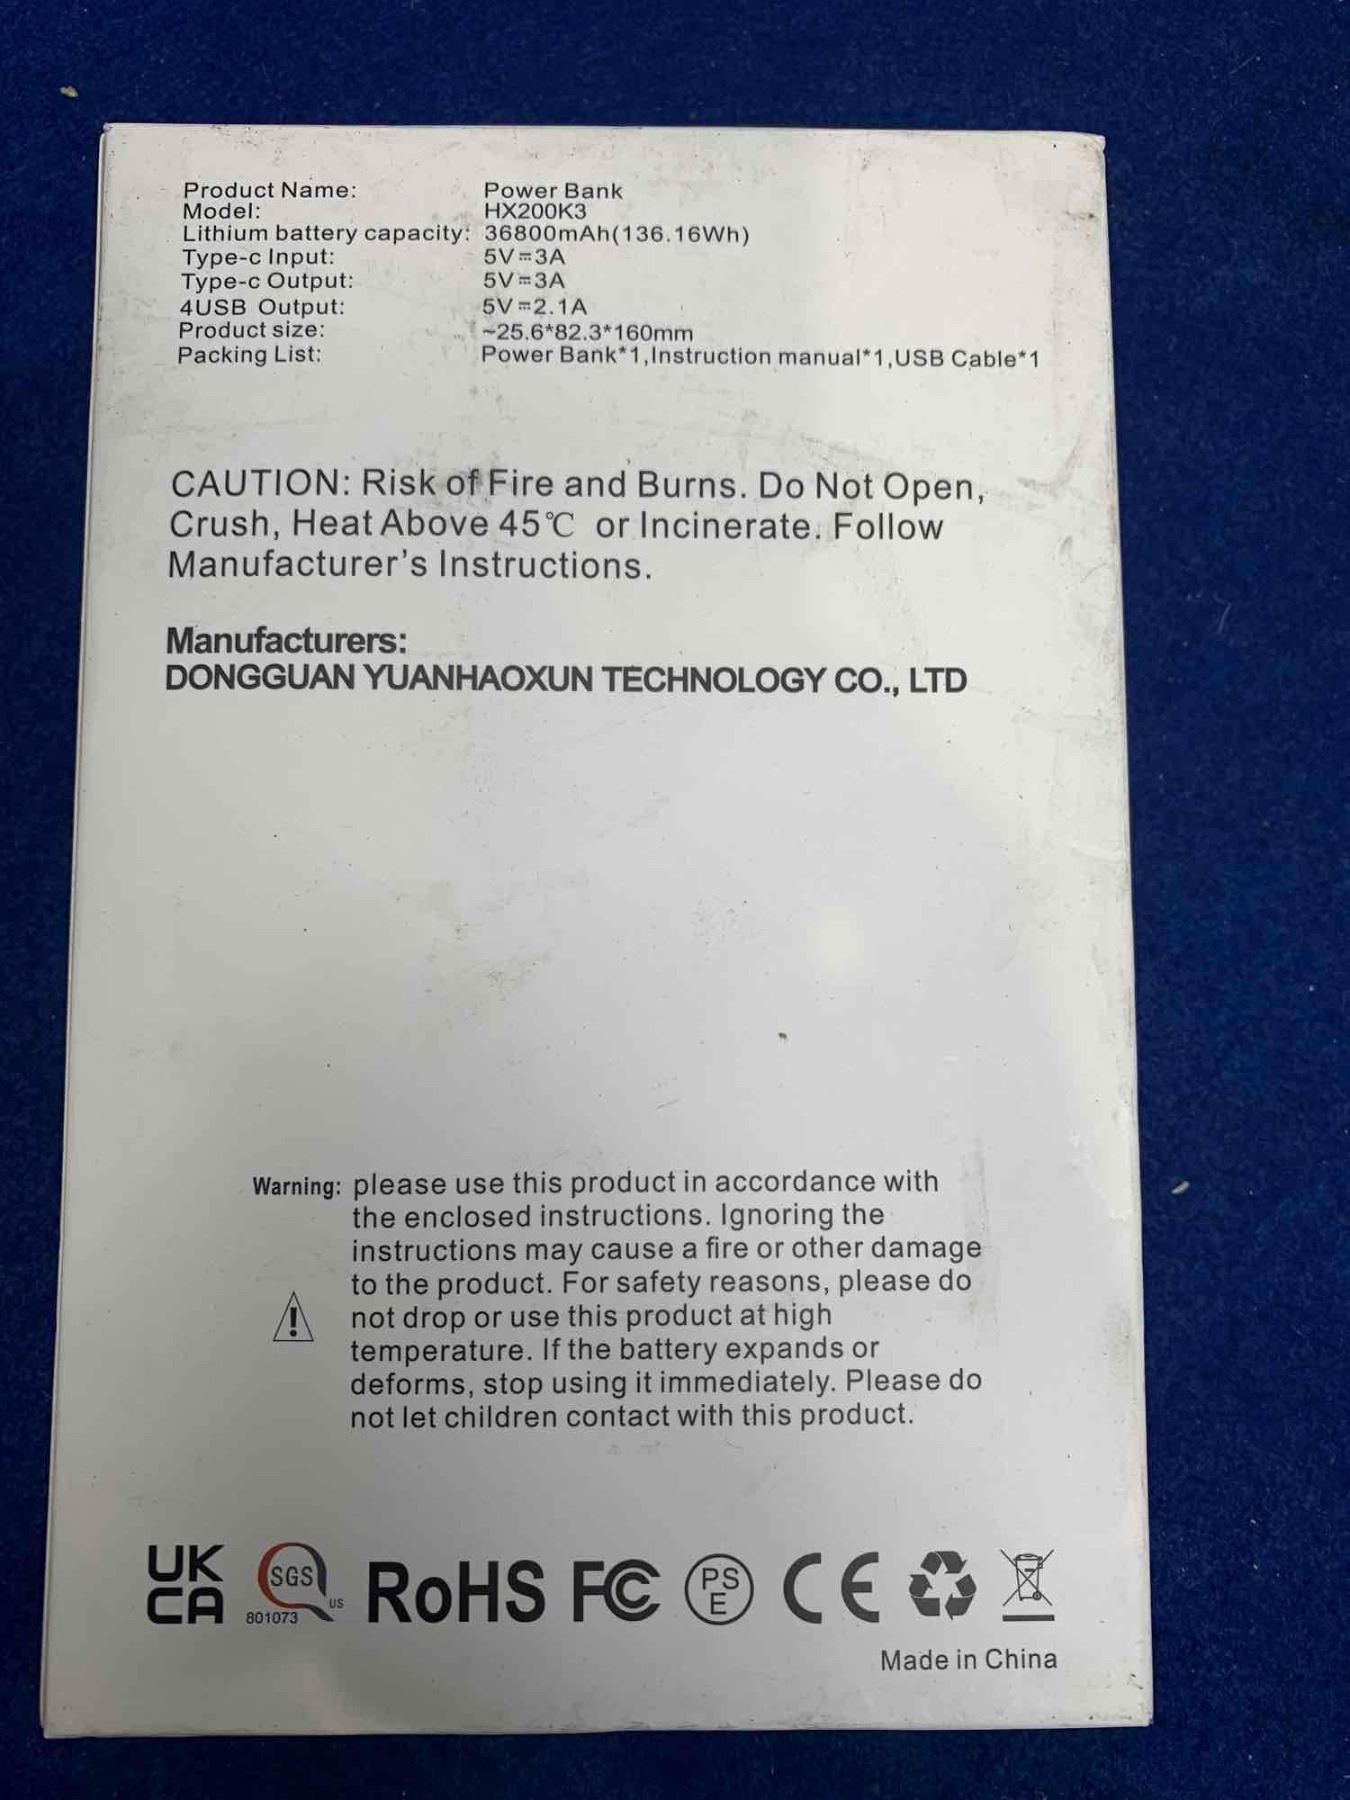 Product Name: Power Bank
Model: HX200K3
Lithium battery capacity: 36800mAh(136.16Wh)
Type-c Input: 5V⎓3A
Type-c Output: 5V⎓3A
4USB Output: 5V⎓2.1A
Product size: ~25.6*82.3*160mm
Packing List: Power Bank*1,Instruction manual*1,USB Cable*1
CAUTION: Risk of Fire and Burns. Do Not Open,
Crush, Heat Above 45℃ or Incinerate. Follow
Manufacturer's Instructions.
Manufacturers:
DONGGUAN YUANHAOXUN TECHNOLOGY CO., LTD
Warning: please use this product in accordance with
the enclosed instructions. Ignoring the
instructions may cause a fire or other damage
to the product. For safety reasons, please do
not drop or use this product at high
temperature. If the battery expands or
deforms, stop using it immediately. Please do
not let children contact with this product.
UK
CA
SGS
US
801073
RoHS FC PS
E
CE
Made in China